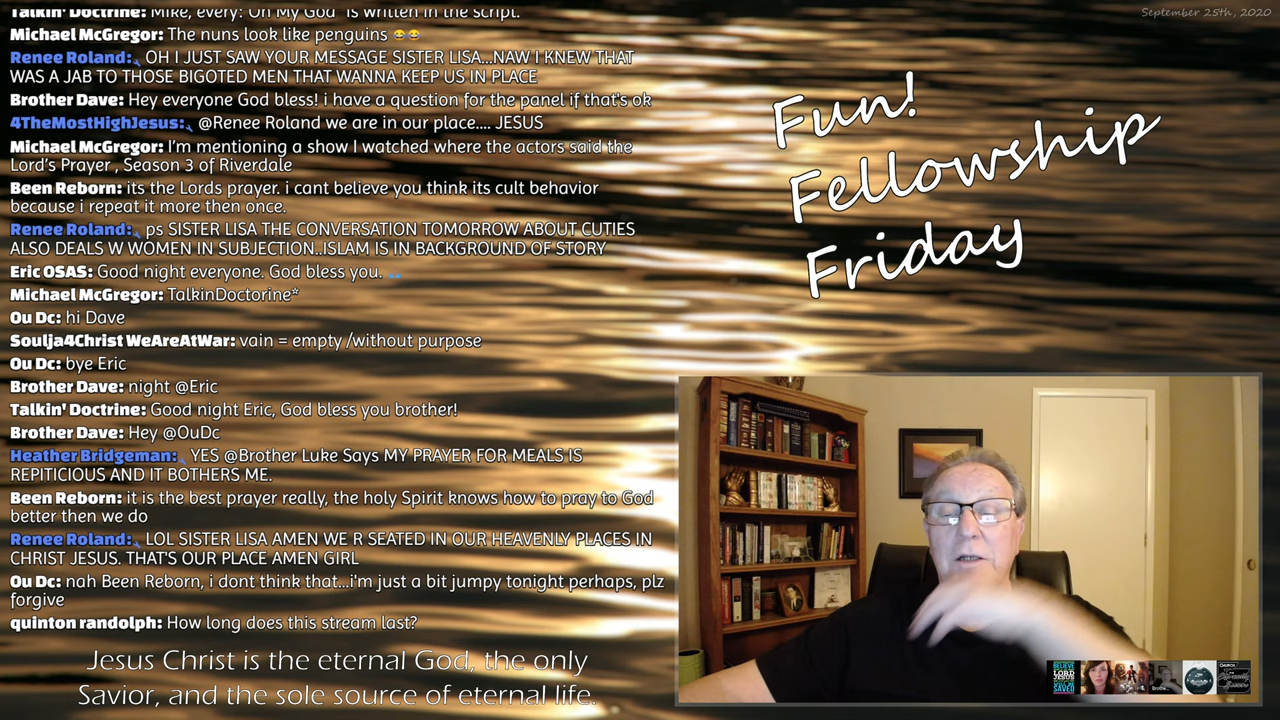 Talkin' Doctrine: Mike, every: "Oh My God" is written in the script.
Michael McGregor: The nuns look like penguins 😂😂
Renee Roland: OH I JUST SAW YOUR MESSAGE SISTER LISA...NAW I KNEW THAT
WAS A JAB TO THOSE BIGOTED MEN THAT WANNA KEEP US IN PLACE
Brother Dave: Hey everyone God bless! i have a question for the panel if that's ok
4TheMostHighJesus: @Renee Roland we are in our place.... JESUS
Michael McGregor: I'm mentioning a show I watched where the actors said the
Lord's Prayer , Season 3 of Riverdale
Been Reborn: its the Lords prayer. i cant believe you think its cult behavior
because i repeat it more then once.
Renee Roland: ps SISTER LISA THE CONVERSATION TOMORROW ABOUT CUTIES
ALSO DEALS W WOMEN IN SUBJECTION..ISLAM IS IN BACKGROUND OF STORY
Eric OSAS: Good night everyone. God bless you.
Michael McGregor: TalkinDoctorine*
Ou Dc: hi Dave
Soulja4Christ WeAreAtWar: vain = empty /without purpose
Ou Dc: bye Eric
Brother Dave: night @Eric
Talkin' Doctrine: Good night Eric, God bless you brother!
Brother Dave: Hey @OuDc
Heather Bridgeman: YES @Brother Luke Says MY PRAYER FOR MEALS IS
REPITICIOUS AND IT BOTHERS ME.
Been Reborn: it is the best prayer really, the holy Spirit knows how to pray to God
better then we do
Renee Roland: LOL SISTER LISA AMEN WE R SEATED IN OUR HEAVENLY PLACES IN
CHRIST JESUS. THAT'S OUR PLACE AMEN GIRL
Ou Dc: nah Been Reborn, i dont think that...i'm just a bit jumpy tonight perhaps, plz
forgive
quinton randolph: How long does this stream last?
Jesus Christ is the eternal God, the only
Savior, and the sole source of eternal life.
September 25th, 2020
Fun!
Fellowship
Friday
BELIEVE
LORD
JESUS
SAVED
Brothe...
CHURCH